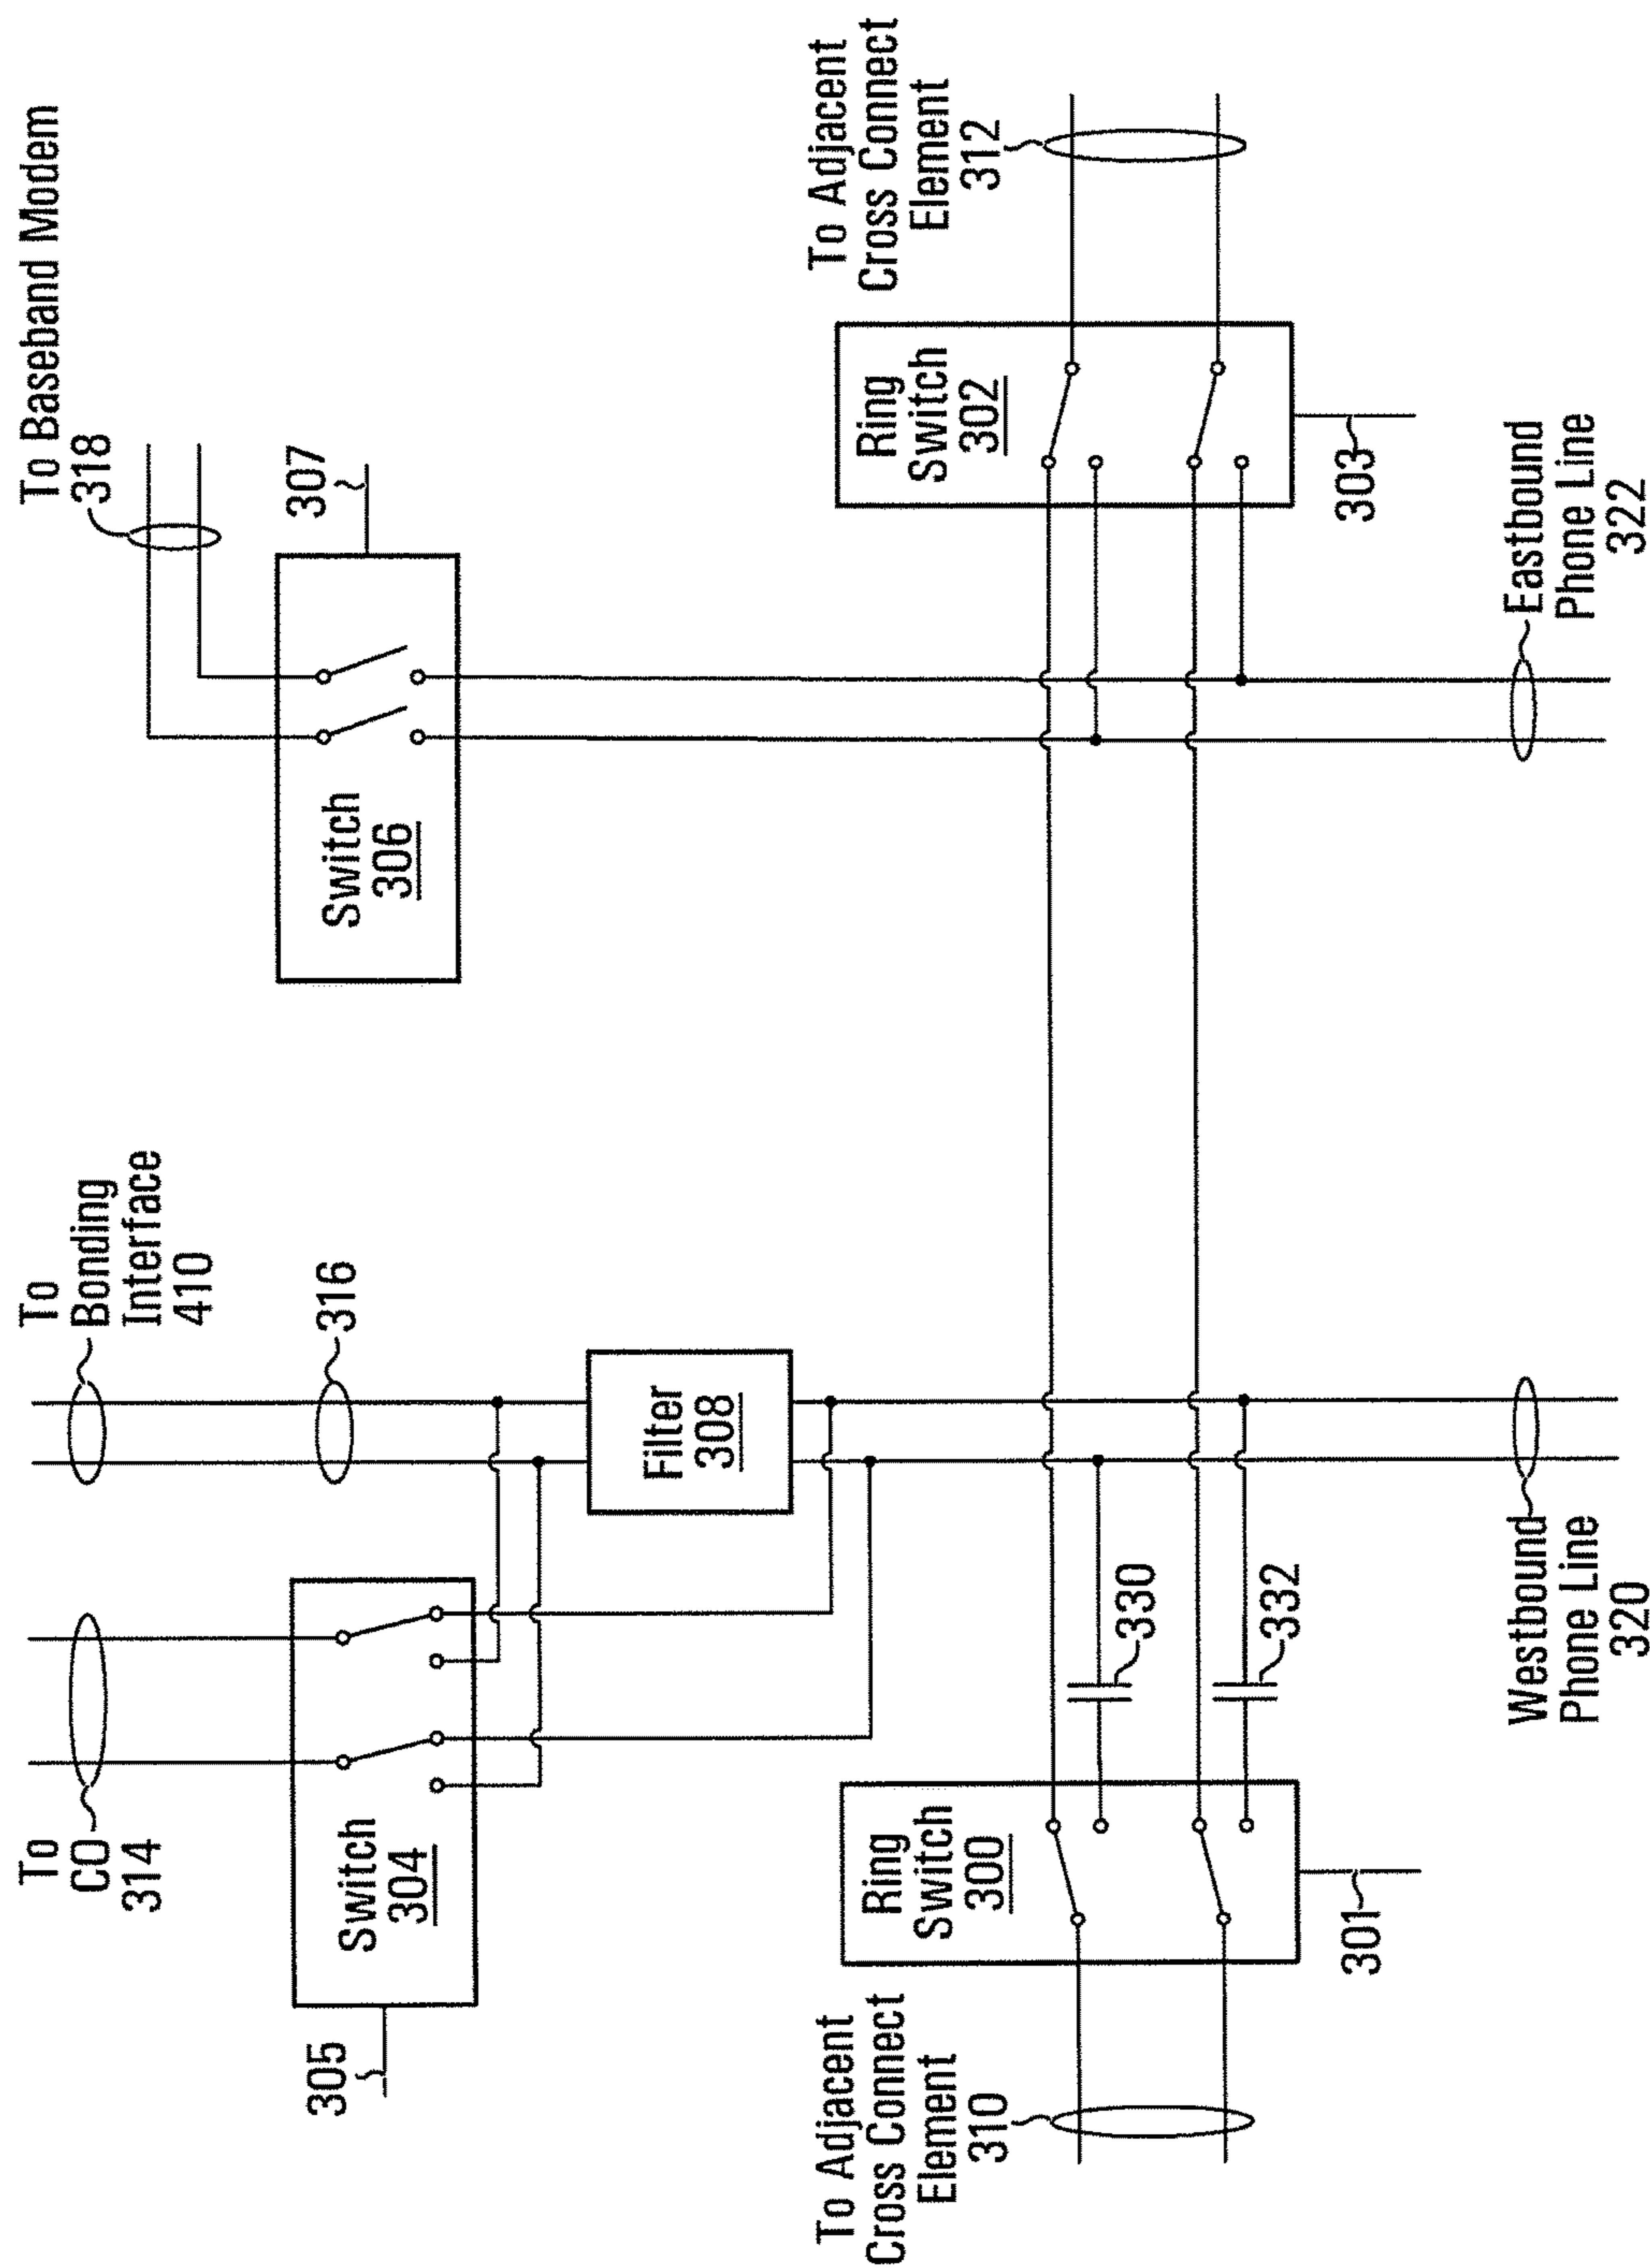 To
CO
314
To
Bonding
Interface
410
316
To Baseband Modem
318
305
Switch
304
307
Switch
306
Filter
308
To Adjacent
Cross Connect
Element
310
Ring
Switch
300
301
330
332
Ring
Switch
302
303
To Adjacent
Cross Connect
Element
312
Westbound
Phone Line
320
Eastbound
Phone Line
322